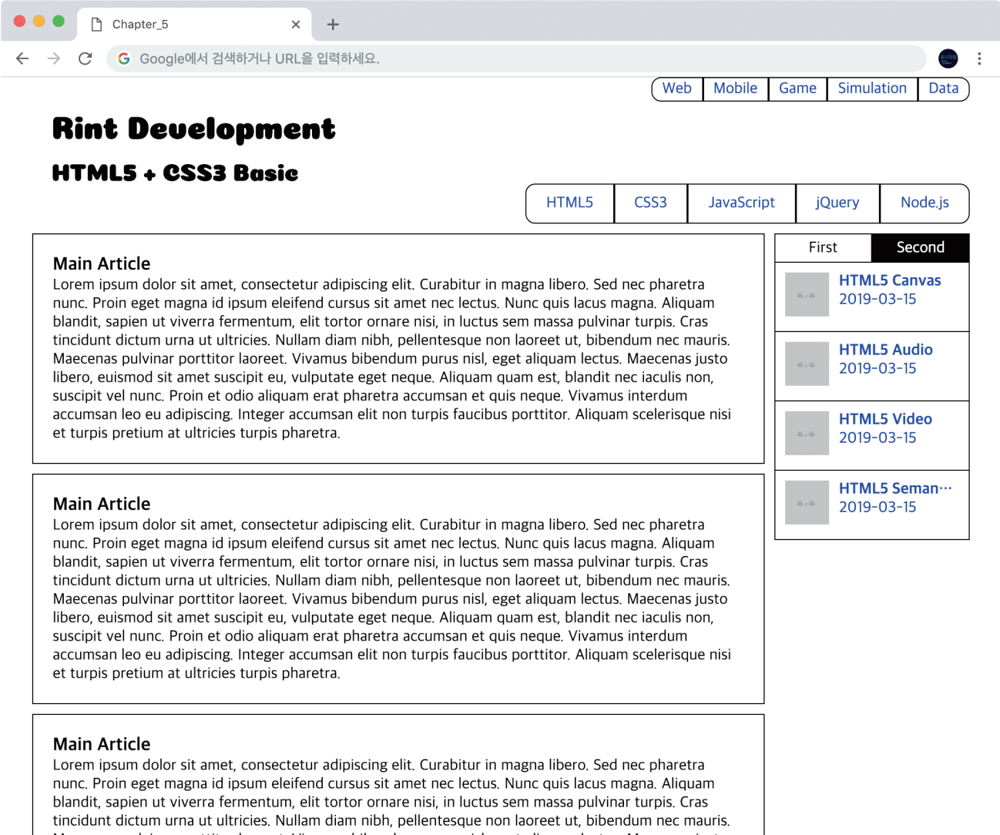 Chapter_5
Google에서 검색하거나 URL을 입력하세요.
Web Mobile Game Simulation Data
Rint Development
HTML5 + CSS3 Basic
HTML5 CSS3 JavaScript jQuery Node.js
Main Article
Lorem ipsum dolor sit amet, consectetur adipiscing elit. Curabitur in magna libero. Sed nec pharetra
nunc. Proin eget magna id ipsum eleifend cursus sit amet nec lectus. Nunc quis lacus magna. Aliquam
blandit, sapien ut viverra fermentum, elit tortor ornare nisi, in luctus sem massa pulvinar turpis. Cras
tincidunt dictum urna ut ultricies. Nullam diam nibh, pellentesque non laoreet ut, bibendum nec mauris.
Maecenas pulvinar porttitor laoreet. Vivamus bibendum purus nisl, eget aliquam lectus. Maecenas justo
libero, euismod sit amet suscipit eu, vulputate eget neque. Aliquam quam est, blandit nec iaculis non,
suscipit vel nunc. Proin et odio aliquam erat pharetra accumsan et quis neque. Vivamus interdum
accumsan leo eu adipiscing. Integer accumsan elit non turpis faucibus porttitor. Aliquam scelerisque nisi
et turpis pretium at ultricies turpis pharetra.
Main Article
Lorem ipsum dolor sit amet, consectetur adipiscing elit. Curabitur in magna libero. Sed nec pharetra
nunc. Proin eget magna id ipsum eleifend cursus sit amet nec lectus. Nunc quis lacus magna. Aliquam
blandit, sapien ut viverra fermentum, elit tortor ornare nisi, in luctus sem massa pulvinar turpis. Cras
tincidunt dictum urna ut ultricies. Nullam diam nibh, pellentesque non laoreet ut, bibendum nec mauris.
Maecenas pulvinar porttitor laoreet. Vivamus bibendum purus nisl, eget aliquam lectus. Maecenas justo
libero, euismod sit amet suscipit eu, vulputate eget neque. Aliquam quam est, blandit nec iaculis non,
suscipit vel nunc. Proin et odio aliquam erat pharetra accumsan et quis neque. Vivamus interdum
accumsan leo eu adipiscing. Integer accumsan elit non turpis faucibus porttitor. Aliquam scelerisque nisi
et turpis pretium at ultricies turpis pharetra.
Main Article
Lorem ipsum dolor sit amet, consectetur adipiscing elit. Curabitur in magna libero. Sed nec pharetra
nunc. Proin eget magna id ipsum eleifend cursus sit amet nec lectus. Nunc quis lacus magna. Aliquam
blandit, sapien ut viverra fermentum, elit tortor ornare nisi, in luctus sem massa pulvinar turpis. Cras
tincidunt dictum urna ut ultricies. Nullam diam nibh, pellentesque non laoreet ut, bibendum nec mauris.
First Second
HTML5 Canvas
2019-03-15
HTML5 Audio
2019-03-15
HTML5 Video
2019-03-15
HTML5 Seman…
2019-03-15